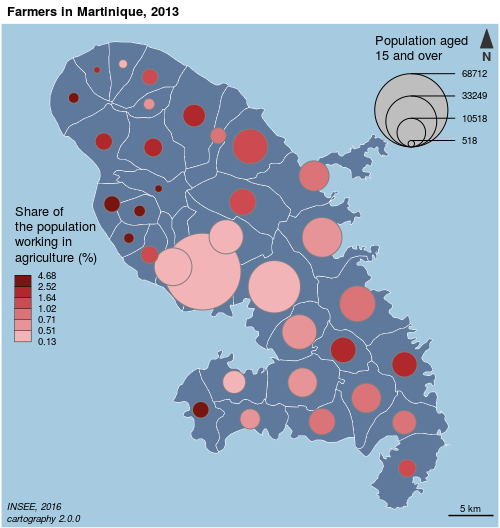 Farmers in Martinique, 2013
Population aged
15 and over
N
68712
33249
10518
518
Share of
the population
working in
agriculture (%)
4.68
2.52
1.64
1.02
0.71
0.51
0.13
INSEE, 2016
cartography 2.0.0
5 km